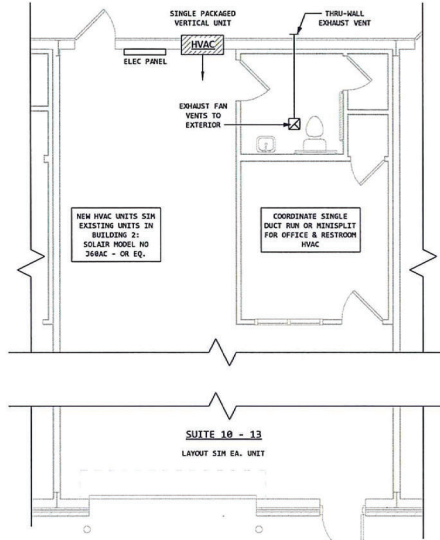 SINGLE PACKAGED
VERTICAL UNIT
THRU-WALL
EXHAUST VENT
HVAC
ELEC PANEL
EXHAUST FAN
VENTS TO
EXTERIOR
NEW HVAC UNITS SIM
EXISTING UNITS IN
BUILDING 2:
SOLAIR MODEL NO
J60AC - OR EQ.
COORDINATE SINGLE
DUCT RUN OR MINISPLIT
FOR OFFICE & RESTROOM
HVAC
SUITE 10 - 13
LAYOUT SIM EA. UNIT